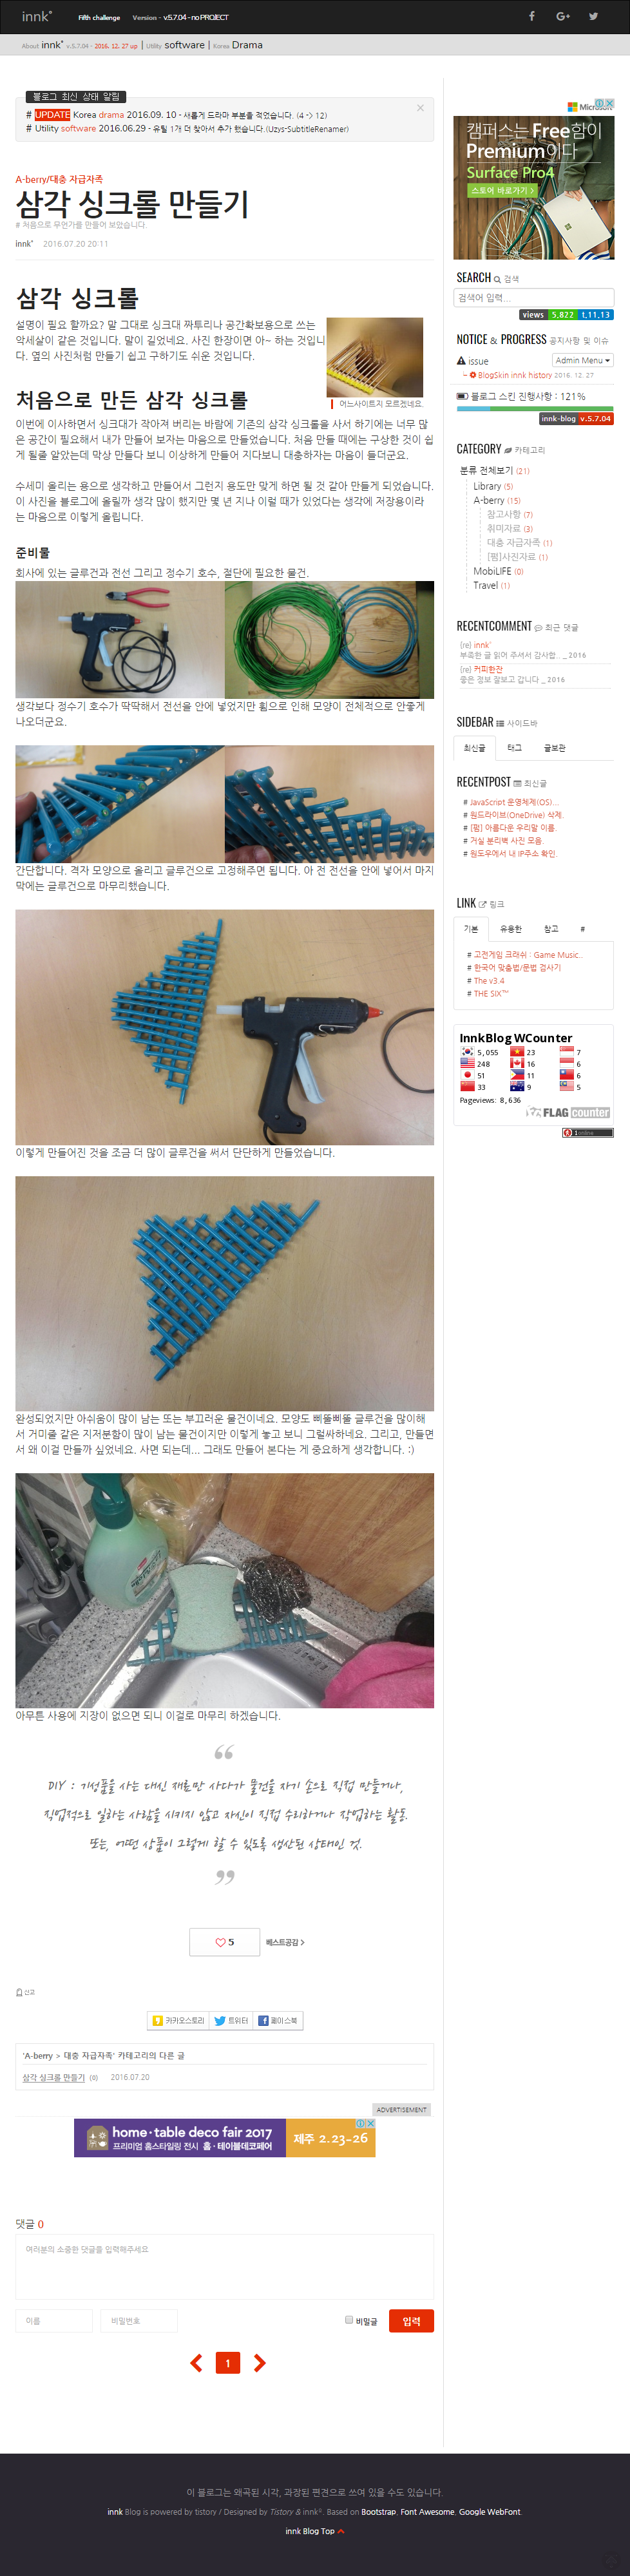 innk°
Fifth challenge
Version - v.5.7.04 - no PROJECT
About innk° v.5.7.04 - 2016. 12. 27 up | Utility software | Korea Drama
블로그 최신 상태 알림
×
# UPDATE Korea drama 2016.09. 10 - 새롭게 드라마 부분을 적었습니다. (4 -> 12)
# Utility software 2016.06.29 - 유틸 1개 더 찾아서 추가 했습니다.(Uzys-SubtitleRenamer)
A-berry/대충 자급자족
삼각 싱크롤 만들기
# 처음으로 무언가를 만들어 보았습니다.
innk° 2016.07.20 20:11
삼각 싱크롤
설명이 필요 할까요? 말 그대로 싱크대 짜투리나 공간확보용으로 쓰는
악세살이 같은 것입니다. 말이 길었네요. 사진 한장이면 아~ 하는 것입니
다. 옆의 사진처럼 만들기 쉽고 구하기도 쉬운 것입니다.
어느사이트지 모르겠네요.
처음으로 만든 삼각 싱크롤
이번에 이사하면서 싱크대가 작아져 버리는 바람에 기존의 삼각 싱크롤을 사서 하기에는 너무 많
은 공간이 필요해서 내가 만들어 보자는 마음으로 만들었습니다. 처음 만들 때에는 구상한 것이 쉽
게 될줄 알았는데 막상 만들다 보니 이상하게 만들어 지다보니 대충하자는 마음이 들더군요.
수세미 올리는 용으로 생각하고 만들어서 그런지 용도만 맞게 하면 될 것 같아 만들게 되었습니다.
이 사진을 블로그에 올릴까 생각 많이 했지만 몇 년 지나 이럴 때가 있었다는 생각에 저장용이라
는 마음으로 이렇게 올립니다.
준비물
회사에 있는 글루건과 전선 그리고 정수기 호수, 절단에 필요한 물건.
생각보다 정수기 호수가 딱딱해서 전선을 안에 넣었지만 휨으로 인해 모양이 전체적으로 안좋게
나오더군요.
간단합니다. 격자 모양으로 올리고 글루건으로 고정해주면 됩니다. 아 전 전선을 안에 넣어서 마지
막에는 글루건으로 마무리했습니다.
이렇게 만들어진 것을 조금 더 많이 글루건을 써서 단단하게 만들었습니다.
완성되었지만 아쉬움이 많이 남는 또는 부끄러운 물건이네요. 모양도 삐뚤삐뚤 글루건을 많이해
서 거미줄 같은 지저분함이 많이 남는 물건이지만 이렇게 놓고 보니 그럴싸하네요. 그리고, 만들면
서 왜 이걸 만들까 싶었네요. 사면 되는데... 그래도 만들어 본다는 게 중요하게 생각합니다. :)
아무튼 사용에 지장이 없으면 되니 이걸로 마무리 하겠습니다.
“
DIY : 기성품을 사는 대신 재료만 사다가 물건을 자기 손으로 직접 만들거나,
직업적으로 일하는 사람을 시키지 않고 자신이 직접 수리하거나 작업하는 활동.
또는, 어떤 상품이 그렇게 할 수 있도록 생산된 상태인 것.
”
5
베스트공감 >
신고
카카오스토리 트위터 페이스북
'A-berry > 대충 자급자족' 카테고리의 다른 글
삼각 싱크롤 만들기 (0) 2016.07.20
ADVERTISEMENT
home · table deco fair 2017
프리미엄 홈스타일링 전시 홈 · 테이블데코페어
제주 2.23-26
댓글 0
여러분의 소중한 댓글을 입력해주세요
이름
비밀번호
비밀글
입력
1
Microsoft
캠퍼스는 Free함이
Premium이다
Surface Pro4
스토어 바로가기 >
SEARCH 검색
검색어 입력...
views 5,822 t,11.13
NOTICE & PROGRESS 공지사항 및 이슈
issue
Admin Menu
BlogSkin innk history 2016. 12. 27
블로그 스킨 진행사항 : 121%
innk-blog v.5.7.04
CATEGORY 카테고리
분류 전체보기 (21)
Library (5)
A-berry (15)
참고사항 (7)
취미자료 (3)
대충 자급자족 (1)
[펌]사진자료 (1)
MobiLIFE (0)
Travel (1)
RECENTCOMMENT 최근 댓글
{re} innk°
부족한 글 읽어 주셔서 감사합.. _ 2016
{re} 커피한잔
좋은 정보 잘보고 갑니다 _ 2016
SIDEBAR 사이드바
최신글 태그 글보관
RECENTPOST 최신글
# JavaScript 운영체제(OS)...
# 원드라이브(OneDrive) 삭제.
# [펌] 아름다운 우리말 이름.
# 거실 분리벽 사진 모음.
# 윈도우에서 내 IP주소 확인.
LINK 링크
기본 유용한 참고 #
# 고전게임 크래쉬 : Game Music..
# 한국어 맞춤법/문법 검사기
# The v3.4
# THE SIX™
InnkBlog WCounter
5,055 23 7
248 16 6
51 11 6
33 9 5
Pageviews: 8,636
FLAG counter
1online
이 블로그는 왜곡된 시각, 과장된 편견으로 쓰여 있을 수도 있습니다.
innk Blog is powered by tistory / Designed by Tistory & innk°. Based on Bootstrap, Font Awesome, Google WebFont.
innk Blog Top